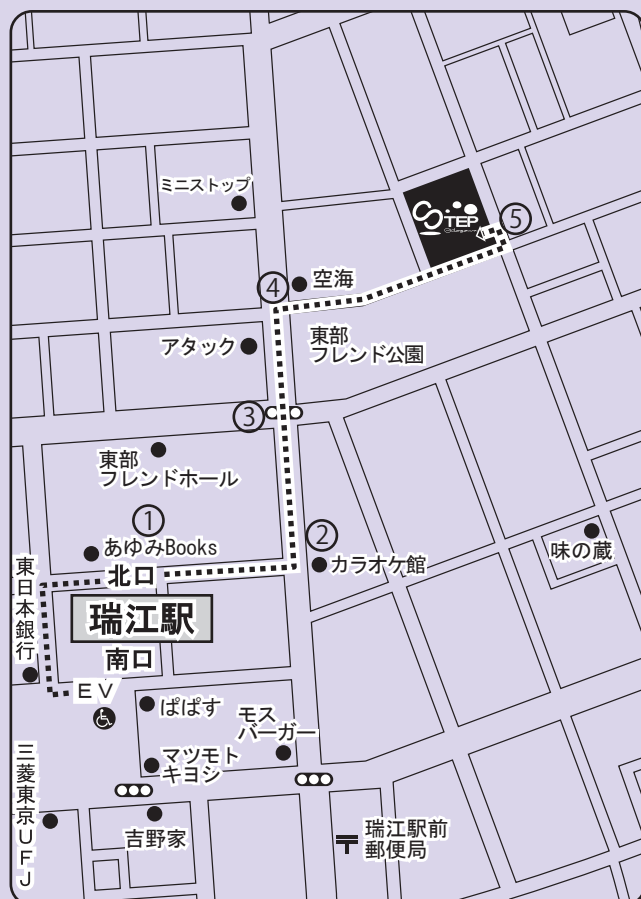 ミニストップ
STEP
⑤
④
空海
アタック
東部
フレンド公園
③
東部
フレンドホール
①
あゆみBooks
②
カラオケ館
味の蔵
北口
東日本銀行
瑞江駅
南口
EV
ぱぱす
モス
バーガー
マツモト
キヨシ
三菱東京UFJ
吉野家
〒
瑞江駅前
郵便局